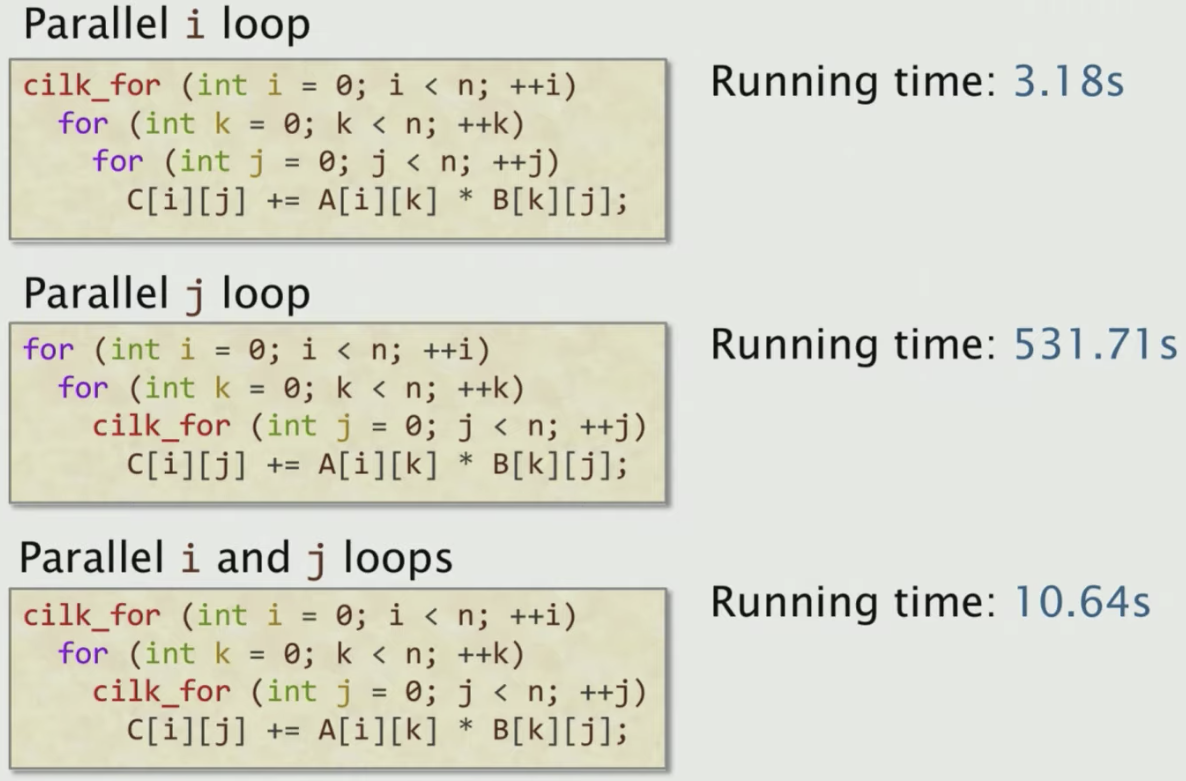 Parallel i loop
cilk_for (int i = 0; i < n; ++i)
  for (int k = 0; k < n; ++k)
    for (int j = 0; j < n; ++j)
      C[i][j] += A[i][k] * B[k][j];
Running time: 3.18s
Parallel j loop
for (int i = 0; i < n; ++i)
  for (int k = 0; k < n; ++k)
    cilk_for (int j = 0; j < n; ++j)
      C[i][j] += A[i][k] * B[k][j];
Running time: 531.71s
Parallel i and j loops
cilk_for (int i = 0; i < n; ++i)
  for (int k = 0; k < n; ++k)
    cilk_for (int j = 0; j < n; ++j)
      C[i][j] += A[i][k] * B[k][j];
Running time: 10.64s